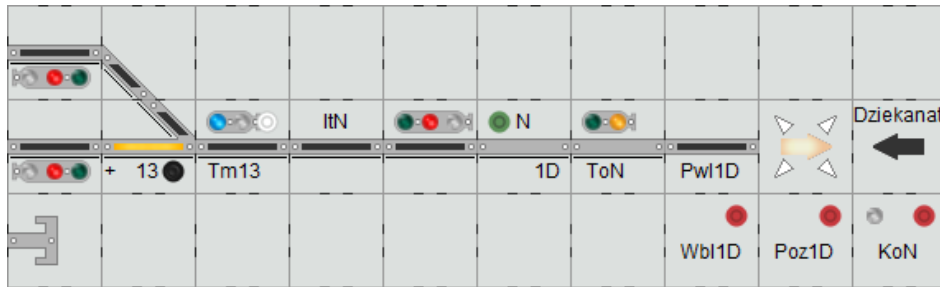 ItN
N
Dziekanat
+ 13
Tm13
1D
ToN
Pwl1D
Wbl1D
Poz1D
KoN